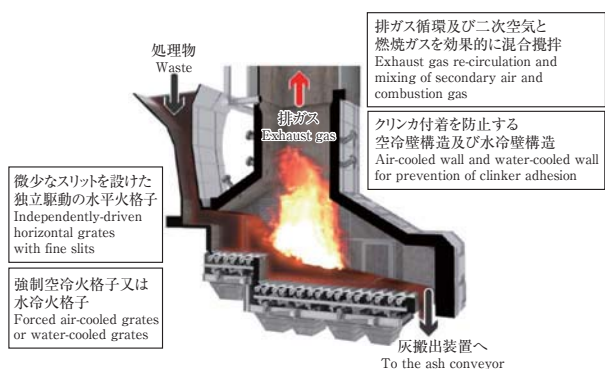 処理物
Waste
排ガス
Exhaust gas
排ガス循環及び二次空気と
燃焼ガスを効果的に混合攪拌
Exhaust gas re-circulation and
mixing of secondary air and
combustion gas
クリンカ付着を防止する
空冷壁構造及び水冷壁構造
Air-cooled wall and water-cooled wall
for prevention of clinker adhesion
微少なスリットを設けた
独立駆動の水平火格子
Independently-driven
horizontal grates
with fine slits
強制空冷火格子又は
水冷火格子
Forced air-cooled grates
or water-cooled grates
灰搬出装置へ
To the ash conveyor